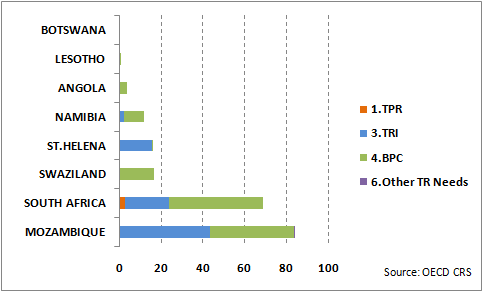 BOTSWANA
LESOTHO
ANGOLA
NAMIBIA
ST.HELENA
SWAZILAND
SOUTH AFRICA
MOZAMBIQUE
0 20 40 60 80 100
1.TPR
3.TRI
4.BPC
6.Other TR Needs
Source: OECD CRS